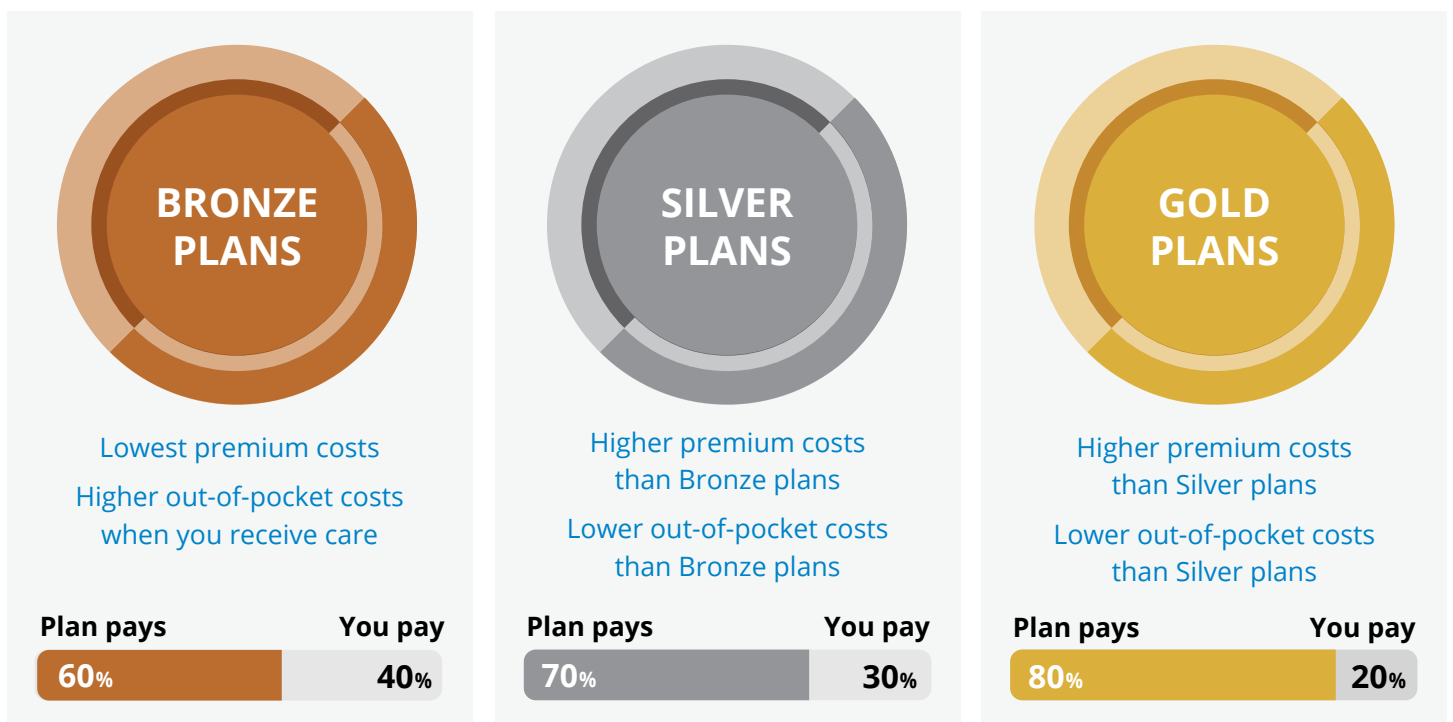 BRONZE
PLANS
Lowest premium costs
Higher out-of-pocket costs
when you receive care
Plan pays You pay
60% 40%
SILVER
PLANS
Higher premium costs
than Bronze plans
Lower out-of-pocket costs
than Bronze plans
Plan pays You pay
70% 30%
GOLD
PLANS
Higher premium costs
than Silver plans
Lower out-of-pocket costs
than Silver plans
Plan pays You pay
80% 20%